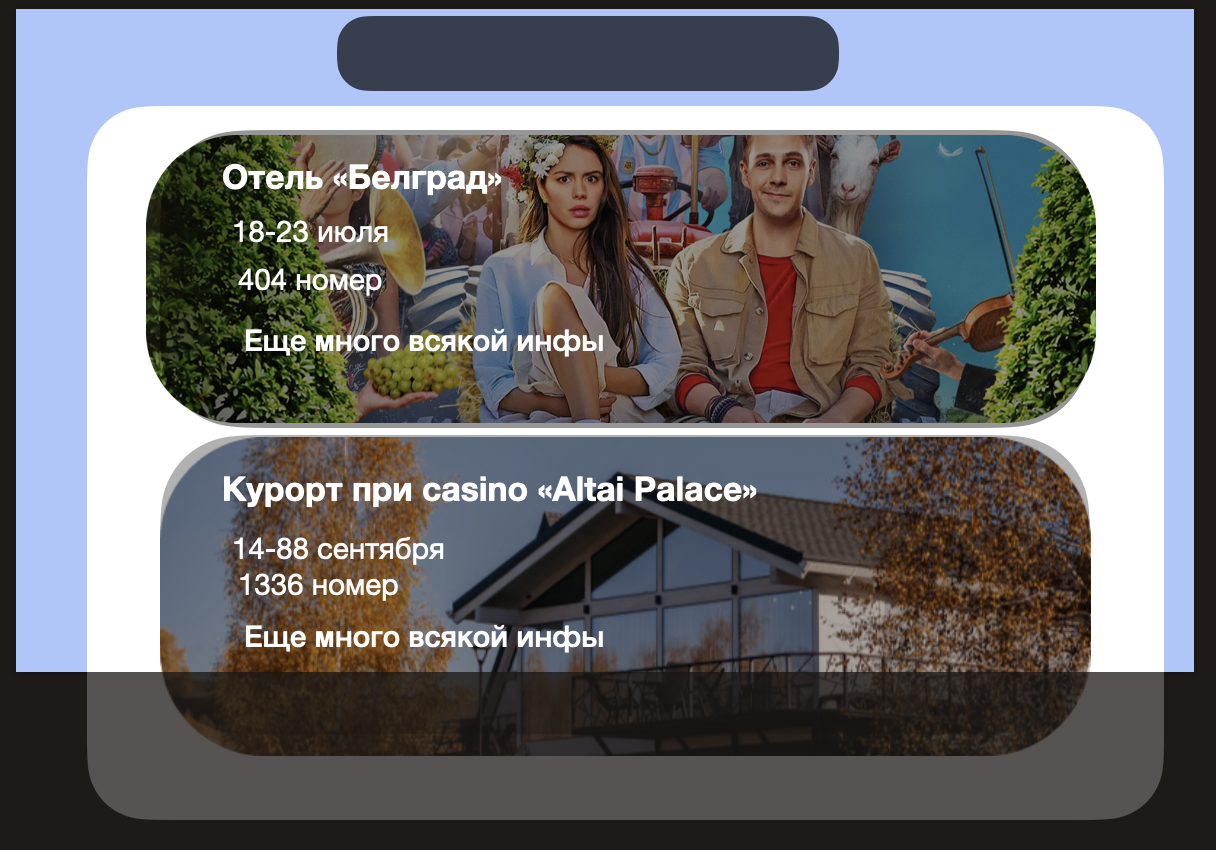 Отель «Белград»
18-23 июля
404 номер
Еще много всякой инфы
Курорт при casino «Altai Palace»
14-88 сентября
1336 номер
Еще много всякой инфы